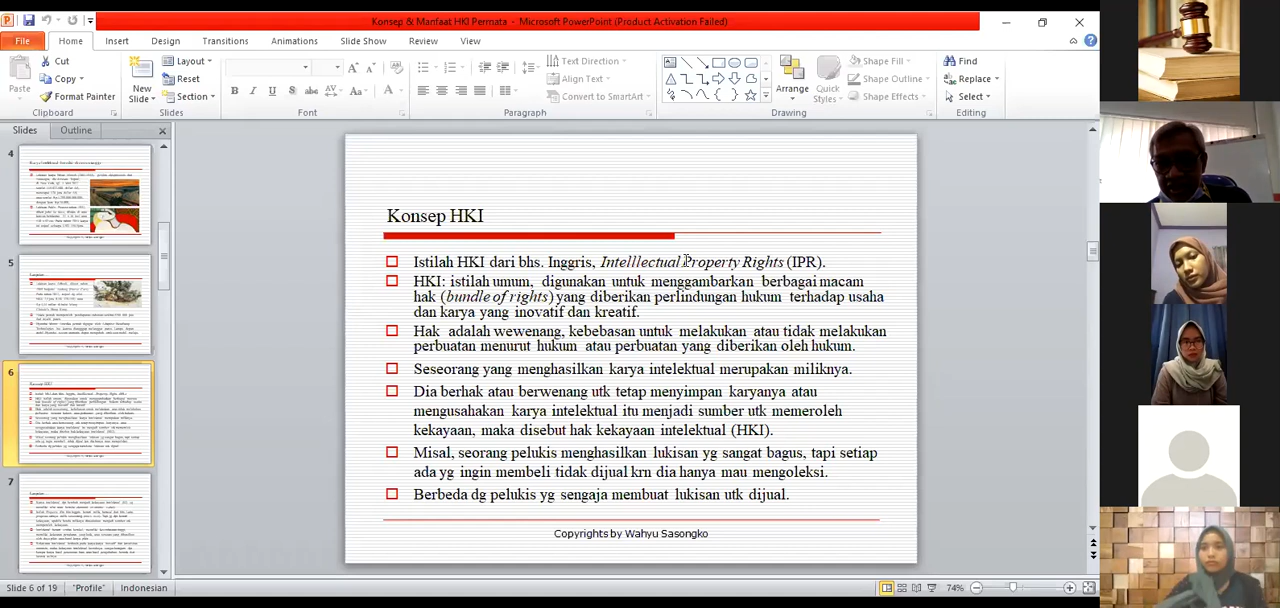 Konsep & Manfaat HKI Permata - Microsoft PowerPoint (Product Activation Failed)
File Home Insert Design Transitions Animations Slide Show Review View
Paste
Cut
Copy
Format Painter
Clipboard
New Slide
Layout
Reset
Section
Slides
B I U S abc AV Aa A
Font
Text Direction
Align Text
Convert to SmartArt
Paragraph
Arrange
Quick Styles
Shape Fill
Shape Outline
Shape Effects
Drawing
Find
Replace
Select
Editing
Slides Outline
4
5
6
7
Konsep HKI
Istilah HKI dari bhs. Inggris, Intelllectual Property Rights (IPR).
HKI: istilah umum, digunakan untuk menggambarkan berbagai macam
hak (bundle of rights) yang diberikan perlindungan hukum terhadap usaha
dan karya yang inovatif dan kreatif.
Hak adalah wewenang, kebebasan untuk melakukan atau tidak melakukan
perbuatan menurut hukum atau perbuatan yang diberikan oleh hukum.
Seseorang yang menghasilkan karya intelektual merupakan miliknya.
Dia berhak atau berwenang utk tetap menyimpan karyanya atau
mengusahakan karya intelektual itu menjadi sumber utk memeroleh
kekayaan, maka disebut hak kekayaan intelektual (HKI).
Misal, seorang pelukis menghasilkan lukisan yg sangat bagus, tapi setiap
ada yg ingin membeli tidak dijual krn dia hanya mau mengoleksi.
Berbeda dg pelukis yg sengaja membuat lukisan utk dijual.
Copyrights by Wahyu Sasongko
Slide 6 of 19 "Profile" Indonesian 74%